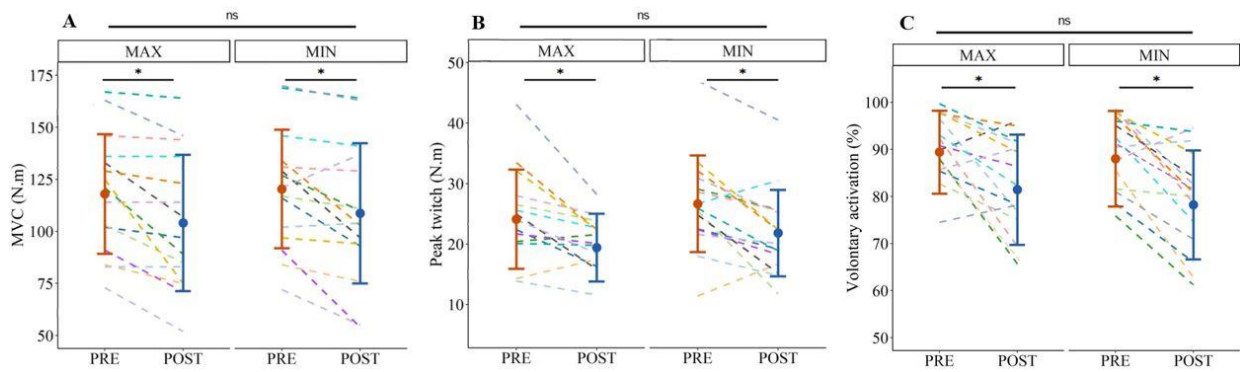 A
ns
MAX
MIN
*
*
MVC (N.m)
175
150
125
100
75
50
PRE
POST
PRE
POST
B
ns
MAX
MIN
*
*
Peak twitch (N.m)
50
40
30
20
10
PRE
POST
PRE
POST
C
ns
MAX
MIN
*
*
Volontary activation (%)
100
90
80
70
60
50
PRE
POST
PRE
POST